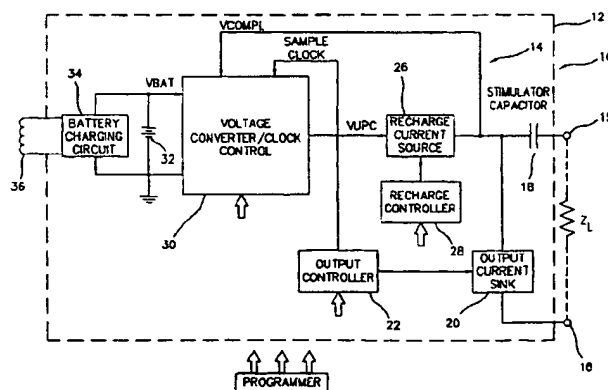 12
VCOMPL
SAMPLE
CLOCK
14
10
34
26
STIMULATOR
CAPACITOR
VBAT
15
BATTERY
CHARGING
CIRCUIT
VOLTAGE
CONVERTER/CLOCK
CONTROL
VUPC
RECHARGE
CURRENT
SOURCE
32
36
18
RECHARGE
CONTROLLER
ZL
30
28
OUTPUT
CONTROLLER
OUTPUT
CURRENT
SINK
22
20
16
PROGRAMMER